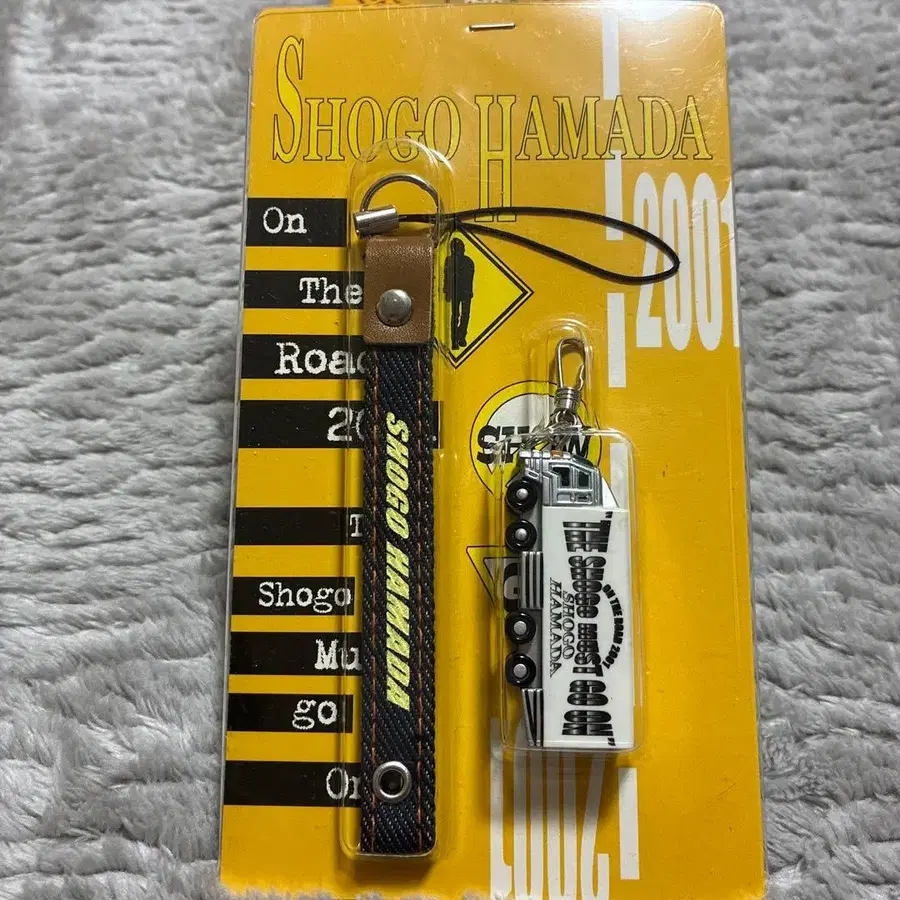 SHOGO HAMADA
On
The
Road
2001
Shogo
Mu
go
On
SHOGO HAMADA
"THE SHOGO MUST GO ON"
ON THE ROAD 2001
SHOGO
HAMADA
2002